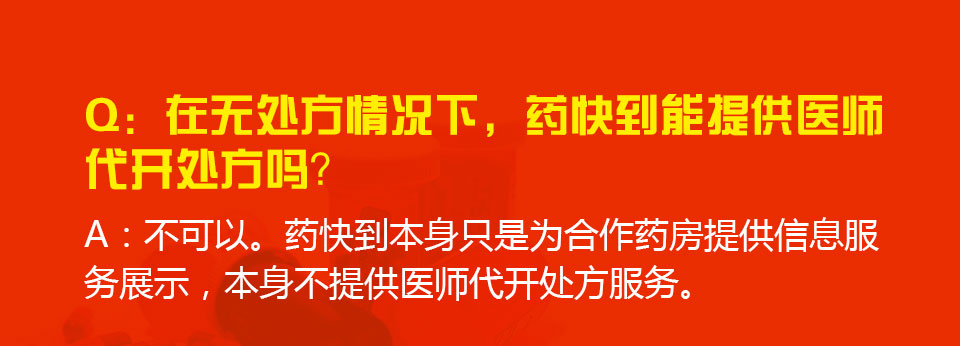 Q：在无处方情况下，药快到能提供医师
代开处方吗?
A：不可以。药快到本身只是为合作药房提供信息服
务展示，本身不提供医师代开处方服务。